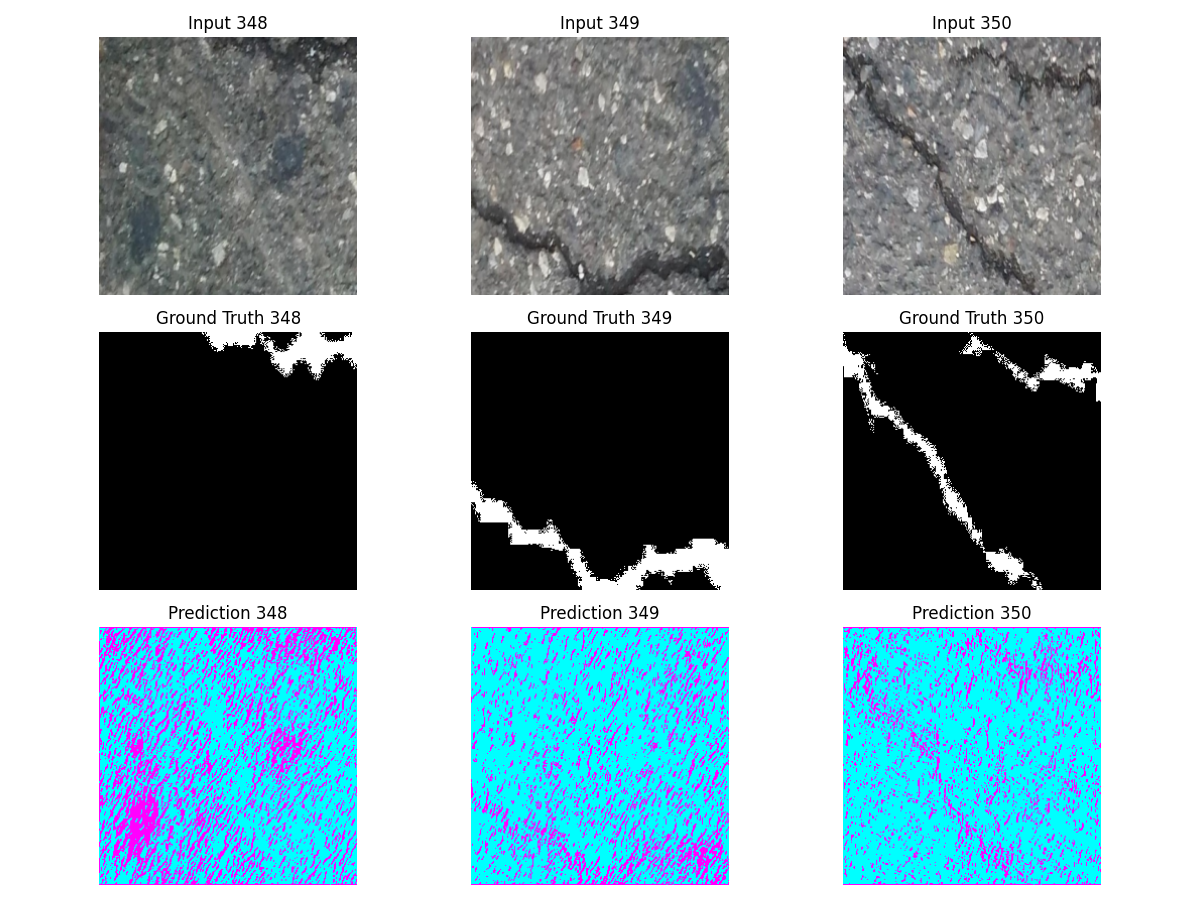 Input 348
Input 349
Input 350
Ground Truth 348
Ground Truth 349
Ground Truth 350
Prediction 348
Prediction 349
Prediction 350